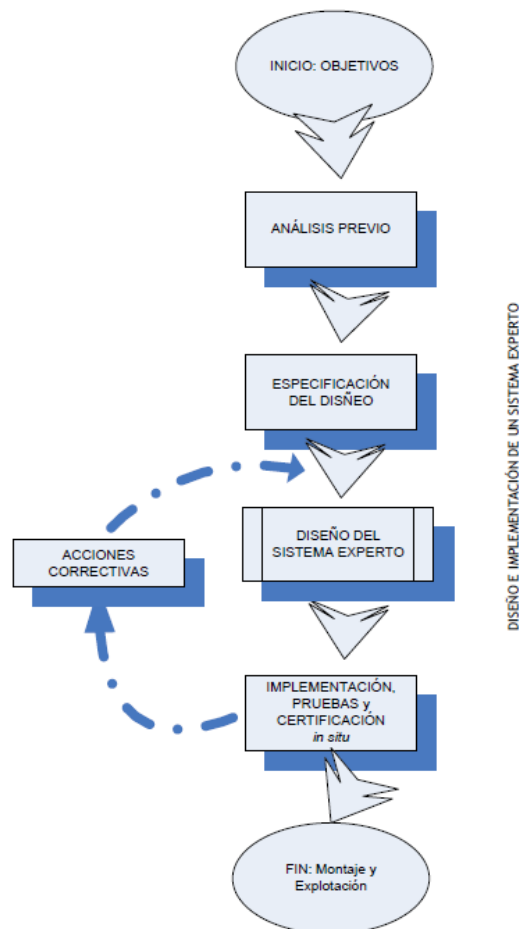 INICIO: OBJETIVOS
ANÁLISIS PREVIO
ESPECIFICACIÓN
DEL DISÑEO
DISEÑO DEL
SISTEMA EXPERTO
ACCIONES
CORRECTIVAS
IMPLEMENTACIÓN,
PRUEBAS y
CERTIFICACIÓN
in situ
FIN: Montaje y
Explotación
DISEÑO E IMPLEMENTACIÓN DE UN SISTEMA EXPERTO